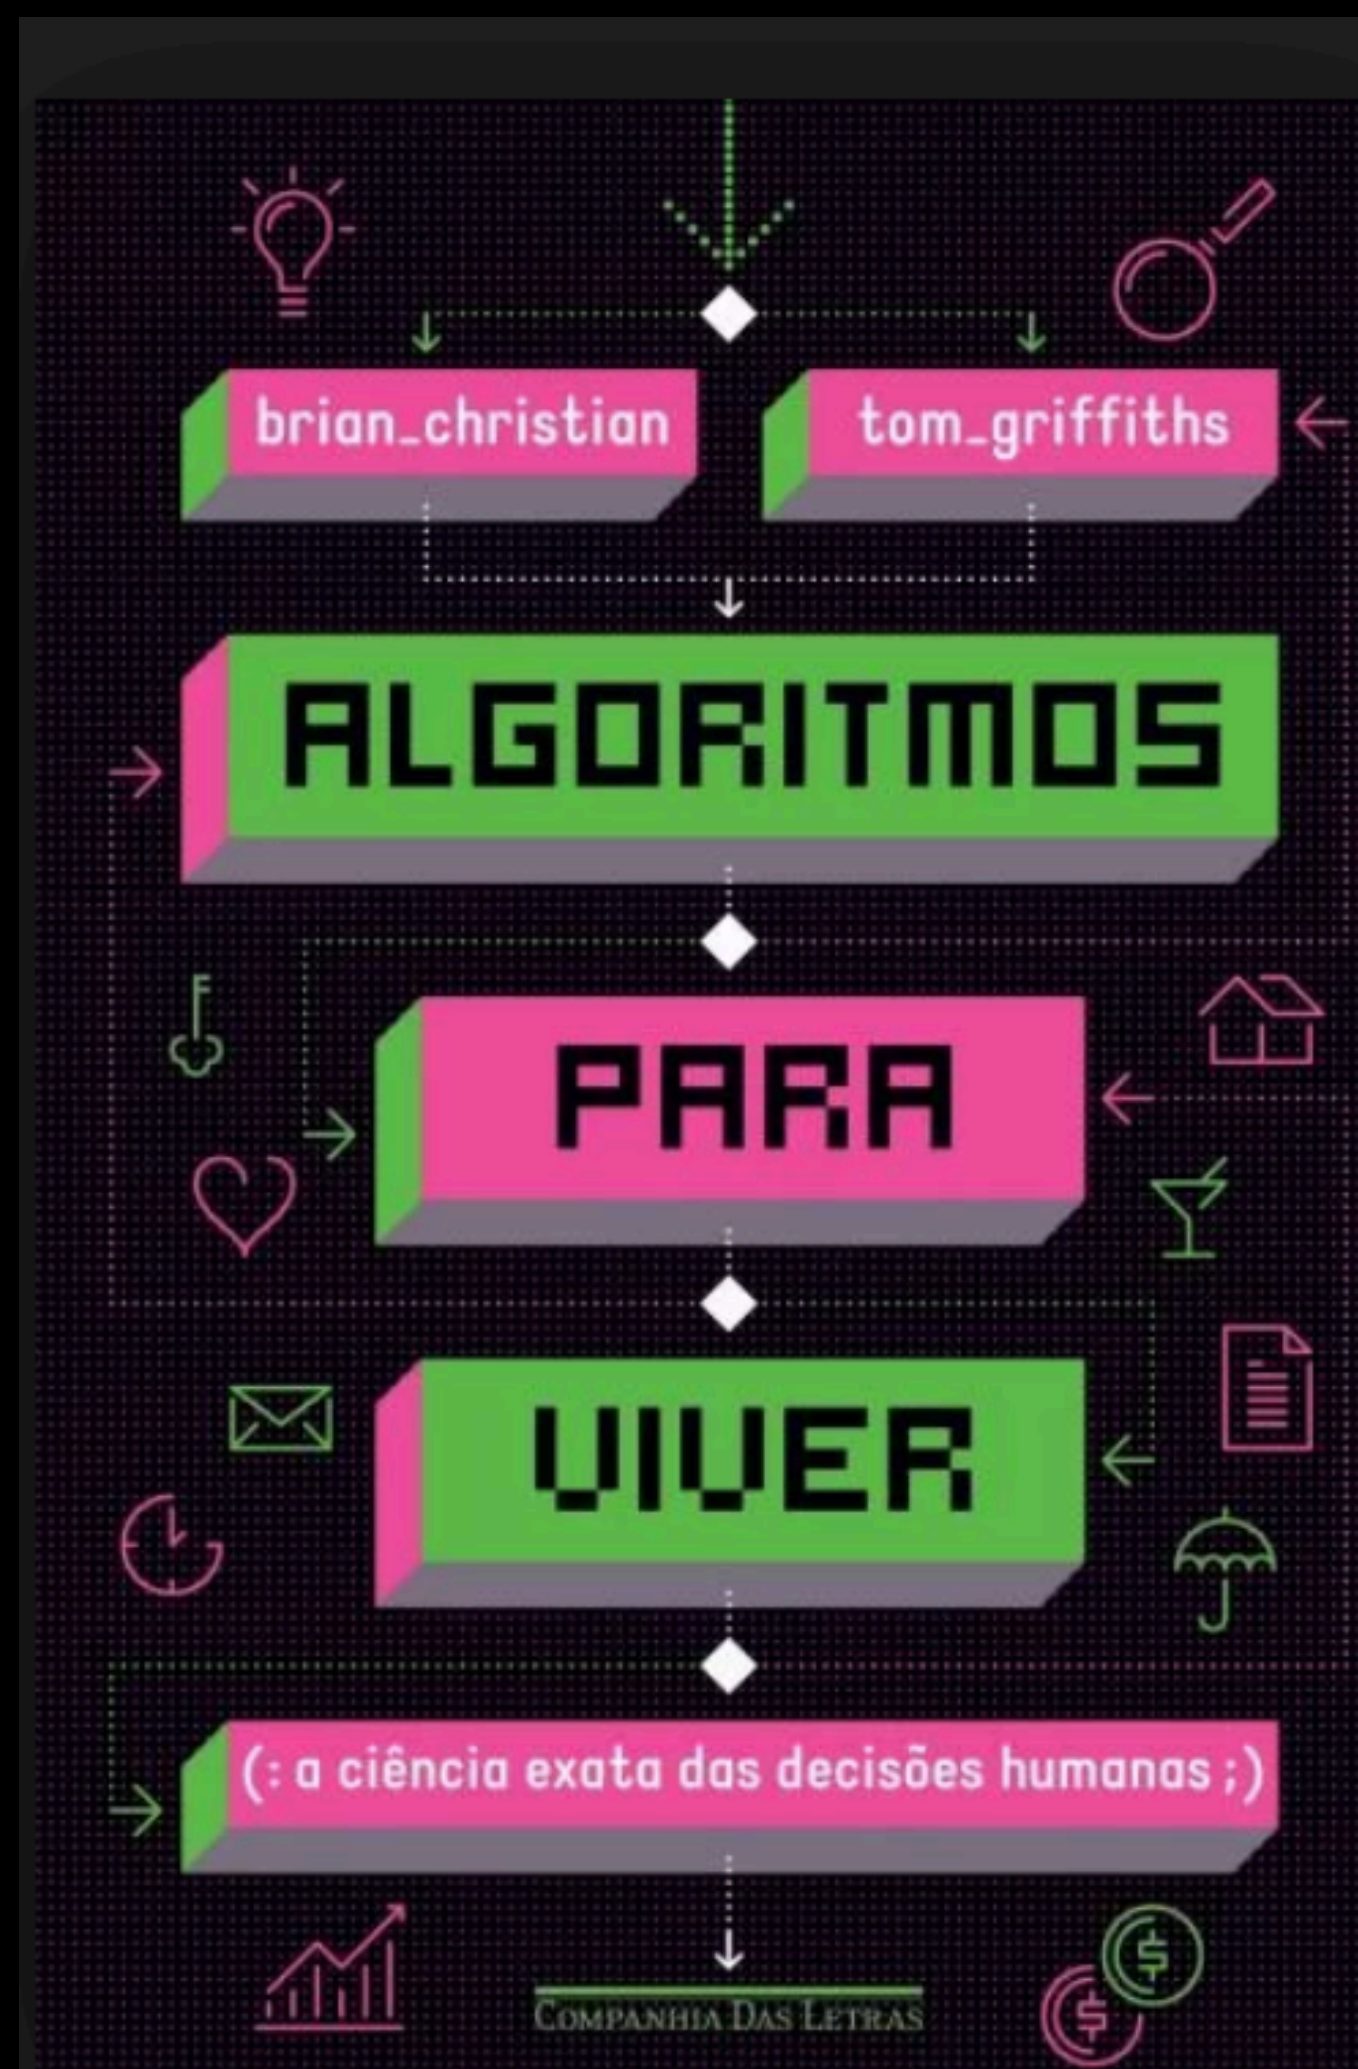 brian_christian
tom_griffiths
ALGORITMOS
PARA
VIVER
(: a ciência exata das decisões humanas ;)
COMPANHIA DAS LETRAS